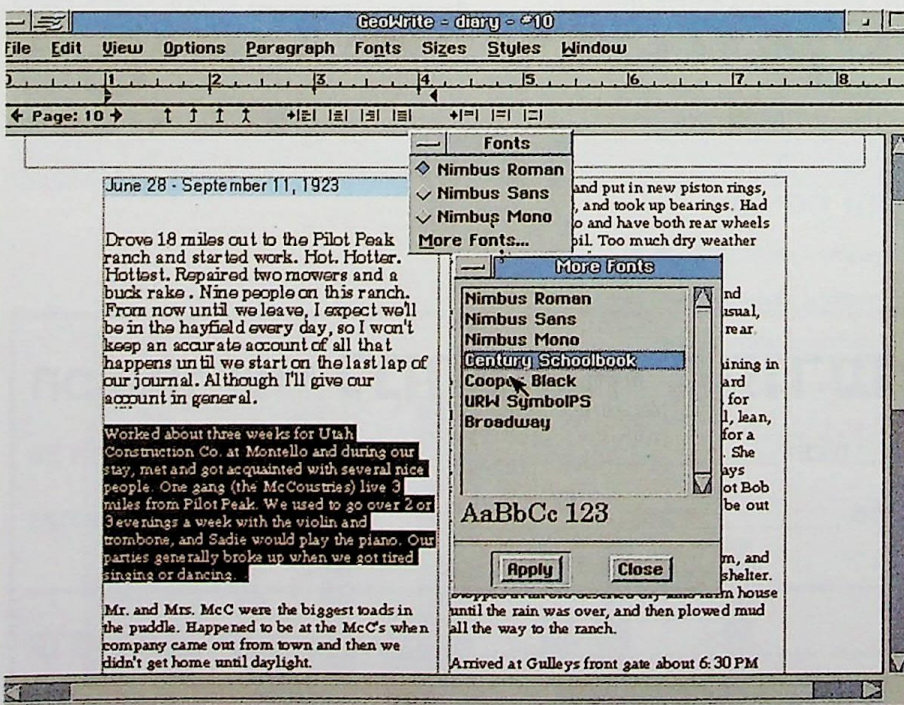 GeoWrite - diary - #10
File Edit View Options Paragraph Fonts Sizes Styles Window
1 2 3 4 5 6 7 8
Page: 10
June 28 - September 11, 1923
Drove 18 miles out to the Pilot Peak
ranch and started work. Hot. Hotter.
Hottest. Repaired two mowers and a
buck rake . Nine people on this ranch.
From now until we leave, I expect we'll
be in the hayfield every day, so I won't
keep an accurate account of all that
happens until we start on the last lap of
our journal. Although I'll give our
account in general.
Worked about three weeks for Utah
Construction Co. at Montello and during our
stay, met and got acquainted with several nice
people. One gang (the McCoustries) live 3
miles from Pilot Peak. We used to go over 2 or
3 evenings a week with the violin and
trombone, and Sadie would play the piano. Our
parties generally broke up when we got tired
singing or dancing.
Mr. and Mrs. McC were the biggest toads in
the puddle. Happened to be at the McC's when
company came out from town and then we
didn't get home until daylight.
Fonts
Nimbus Roman
Nimbus Sans
Nimbus Mono
More Fonts...
and put in new piston rings,
, and took up bearings. Had
o and have both rear wheels
oil. Too much dry weather
nd
usual,
rear
ining in
ard
for
l, lean,
for a
. She
ays
ot Bob
be out
m, and
shelter.
farm house
until the rain was over, and then plowed mud
all the way to the ranch.
Arrived at Gulleys front gate about 6:30 PM
More Fonts
Nimbus Roman
Nimbus Sans
Nimbus Mono
Century Schoolbook
Cooper Black
URW SymbolPS
Broadway
AaBbCc 123
Apply Close